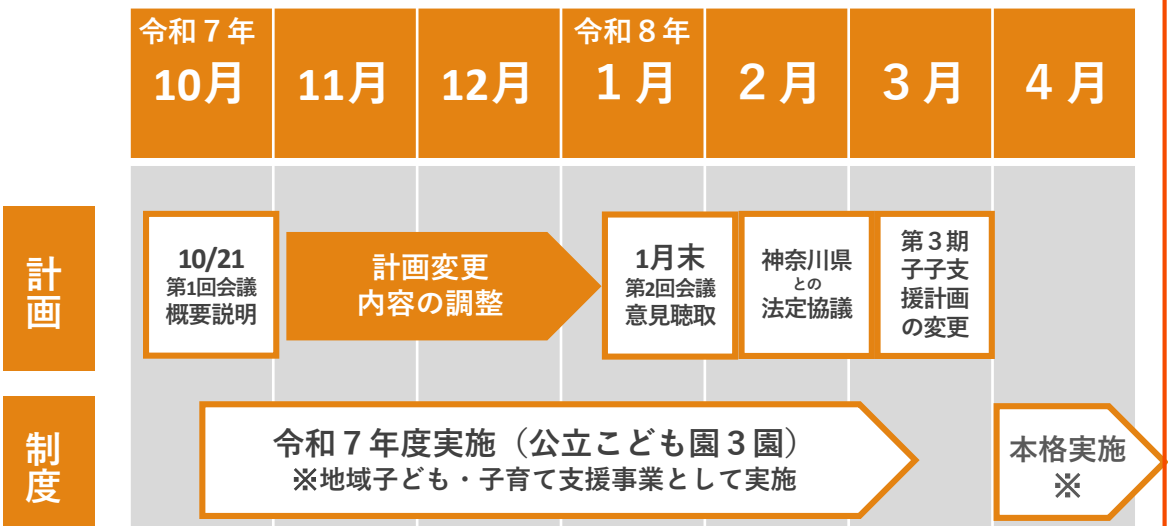 令和７年
10月
11月
12月
令和８年
１月
２月
３月
４月
計画
10/21
第1回会議
概要説明
計画変更
内容の調整
1月末
第2回会議
意見聴取
神奈川県
との
法定協議
第３期
子子支
援計画
の変更
制度
令和７年度実施（公立こども園３園）
※地域子ども・子育て支援事業として実施
本格実施
※